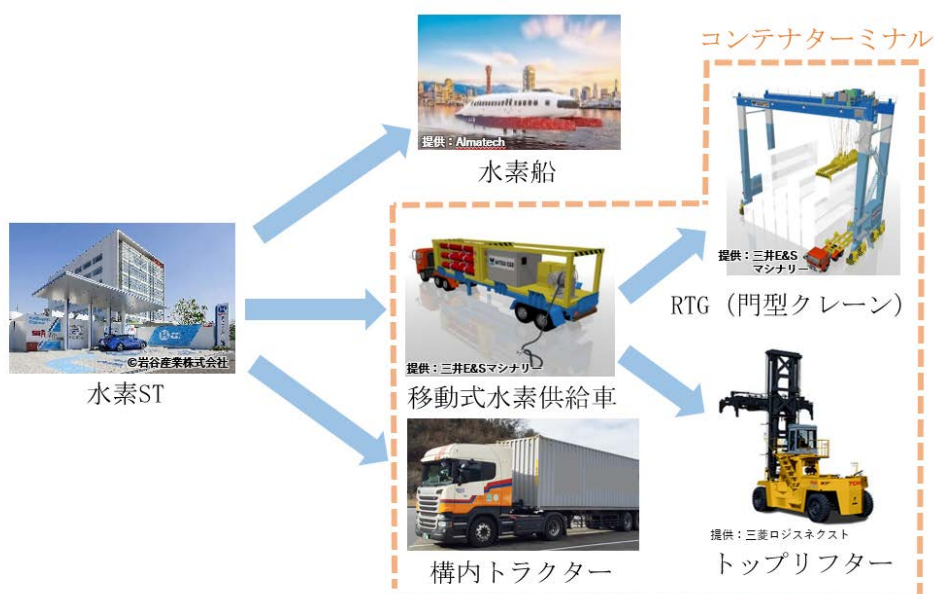 コンテナターミナル
提供：Almatech
水素船
©岩谷産業株式会社
水素ST
提供：三井E&Sマシナリー
移動式水素供給車
提供：三井E&S
マシナリー
RTG（門型クレーン）
構内トラクター
提供：三菱ロジスネクスト
トップリフター